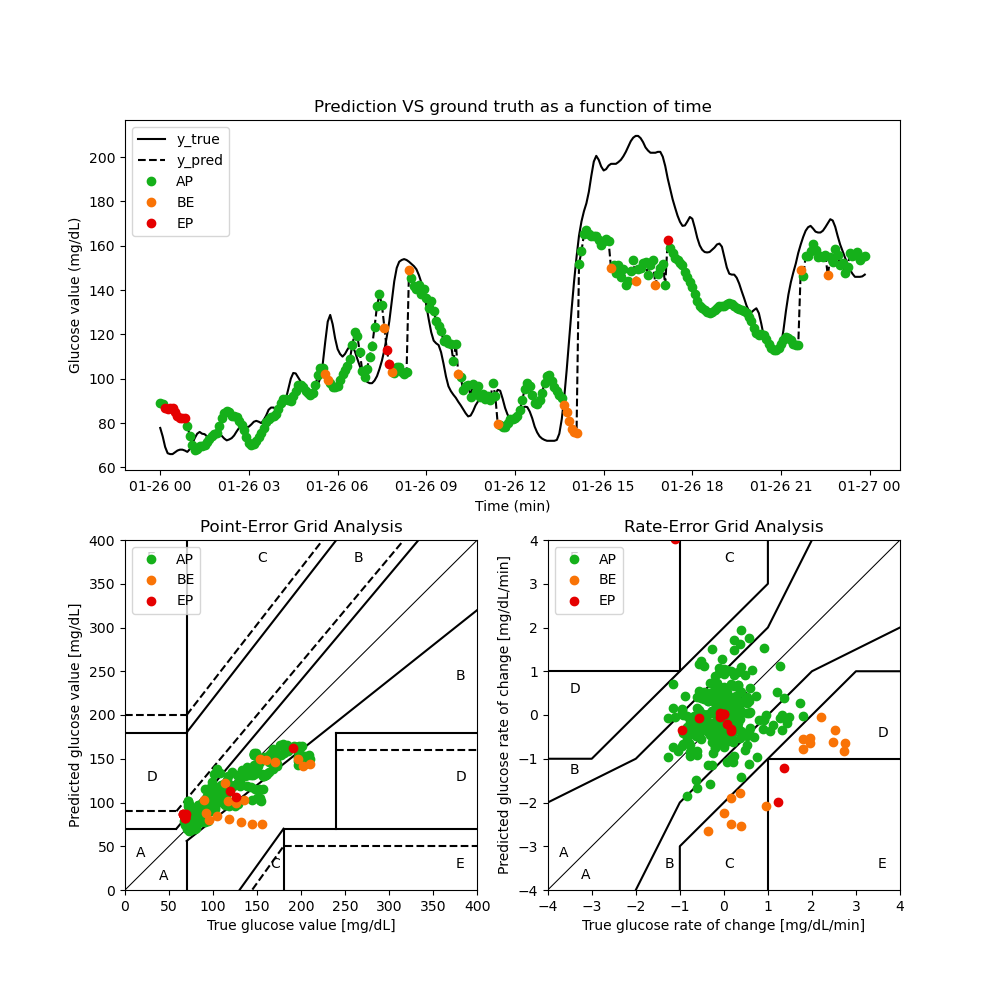 Prediction VS ground truth as a function of time
Glucose value (mg/dL)
200
180
160
140
120
100
80
60
y_true
y_pred
AP
BE
EP
01-26 00 01-26 03 01-26 06 01-26 09 01-26 12 01-26 15 01-26 18 01-26 21 01-27 00
Time (min)
Point-Error Grid Analysis
Predicted glucose value [mg/dL]
400
350
300
250
200
150
100
50
0
AP
BE
EP
C B
B
D D
A
A C E
0 50 100 150 200 250 300 350 400
True glucose value [mg/dL]
Rate-Error Grid Analysis
Predicted glucose rate of change [mg/dL/min]
4
3
2
1
0
−1
−2
−3
−4
AP
BE
EP
C
D
D
B
A
A B C E
−4 −3 −2 −1 0 1 2 3 4
True glucose rate of change [mg/dL/min]